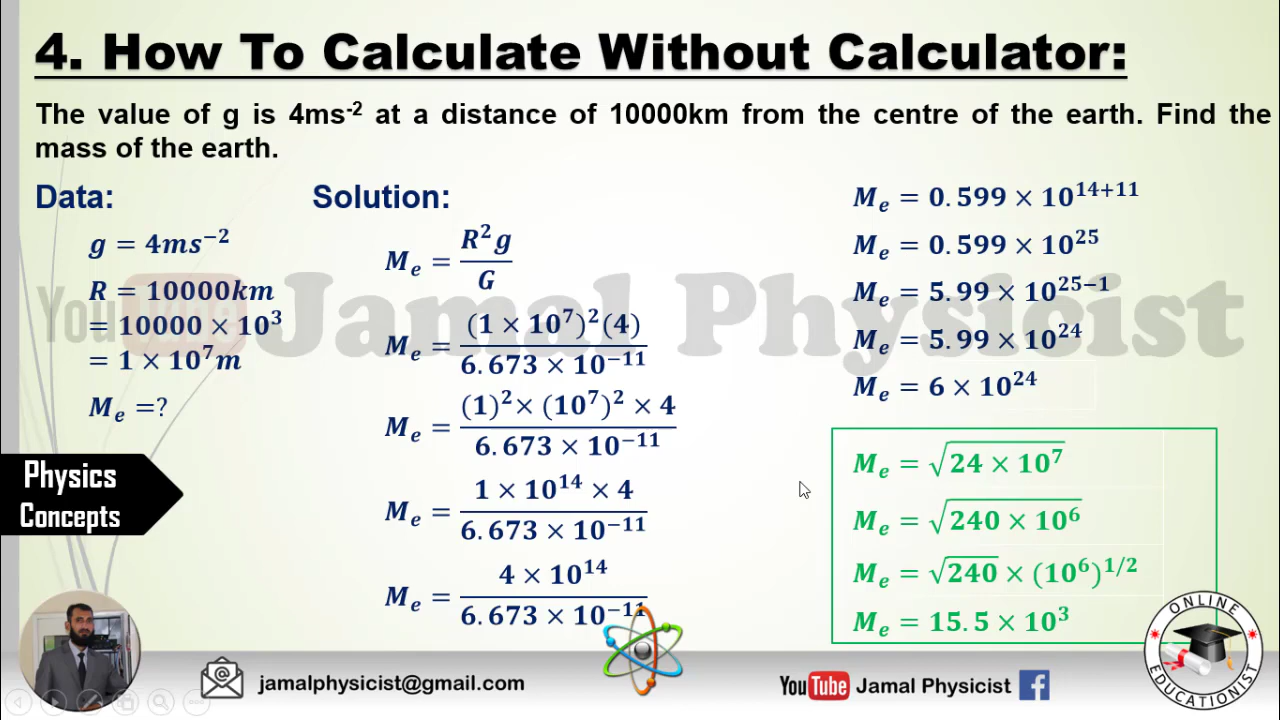 4. How To Calculate Without Calculator:
The value of g is 4ms⁻² at a distance of 10000km from the centre of the earth. Find the
mass of the earth.
Data:
g = 4ms⁻²
R = 10000km
= 10000 × 10³
= 1 × 10⁷m
Mₑ =?
Solution:
Mₑ = R²g / G
Mₑ = (1 × 10⁷)²(4) / 6.673 × 10⁻¹¹
Mₑ = (1)² × (10⁷)² × 4 / 6.673 × 10⁻¹¹
Mₑ = 1 × 10¹⁴ × 4 / 6.673 × 10⁻¹¹
Mₑ = 4 × 10¹⁴ / 6.673 × 10⁻¹¹
Mₑ = 0.599 × 10¹⁴⁺¹¹
Mₑ = 0.599 × 10²⁵
Mₑ = 5.99 × 10²⁵⁻¹
Mₑ = 5.99 × 10²⁴
Mₑ = 6 × 10²⁴
Mₑ = √(24 × 10⁷)
Mₑ = √(240 × 10⁶)
Mₑ = √240 × (10⁶)^1/2
Mₑ = 15.5 × 10³
YouTube Jamal Physicist
Physics
Concepts
jamalphysicist@gmail.com
YouTube Jamal Physicist
ONLINE
EDUCATIONIST